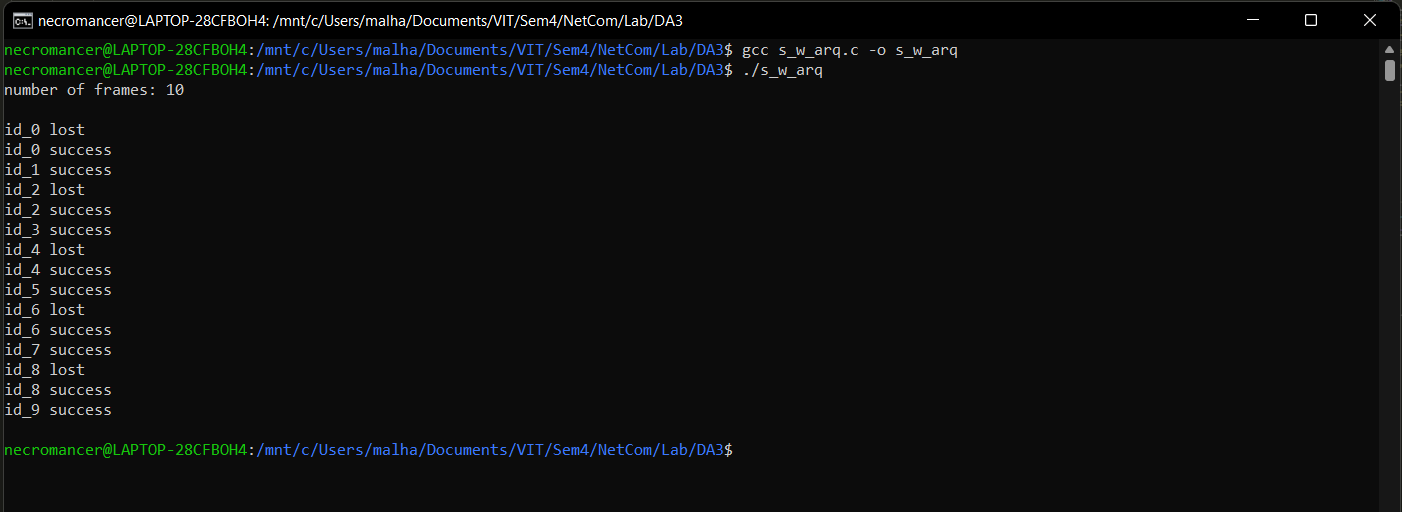 necromancer@LAPTOP-28CFBOH4: /mnt/c/Users/malha/Documents/VIT/Sem4/NetCom/Lab/DA3
necromancer@LAPTOP-28CFBOH4:/mnt/c/Users/malha/Documents/VIT/Sem4/NetCom/Lab/DA3$ gcc s_w_arq.c -o s_w_arq
necromancer@LAPTOP-28CFBOH4:/mnt/c/Users/malha/Documents/VIT/Sem4/NetCom/Lab/DA3$ ./s_w_arq
number of frames: 10
id_0 lost
id_0 success
id_1 success
id_2 lost
id_2 success
id_3 success
id_4 lost
id_4 success
id_5 success
id_6 lost
id_6 success
id_7 success
id_8 lost
id_8 success
id_9 success
necromancer@LAPTOP-28CFBOH4:/mnt/c/Users/malha/Documents/VIT/Sem4/NetCom/Lab/DA3$